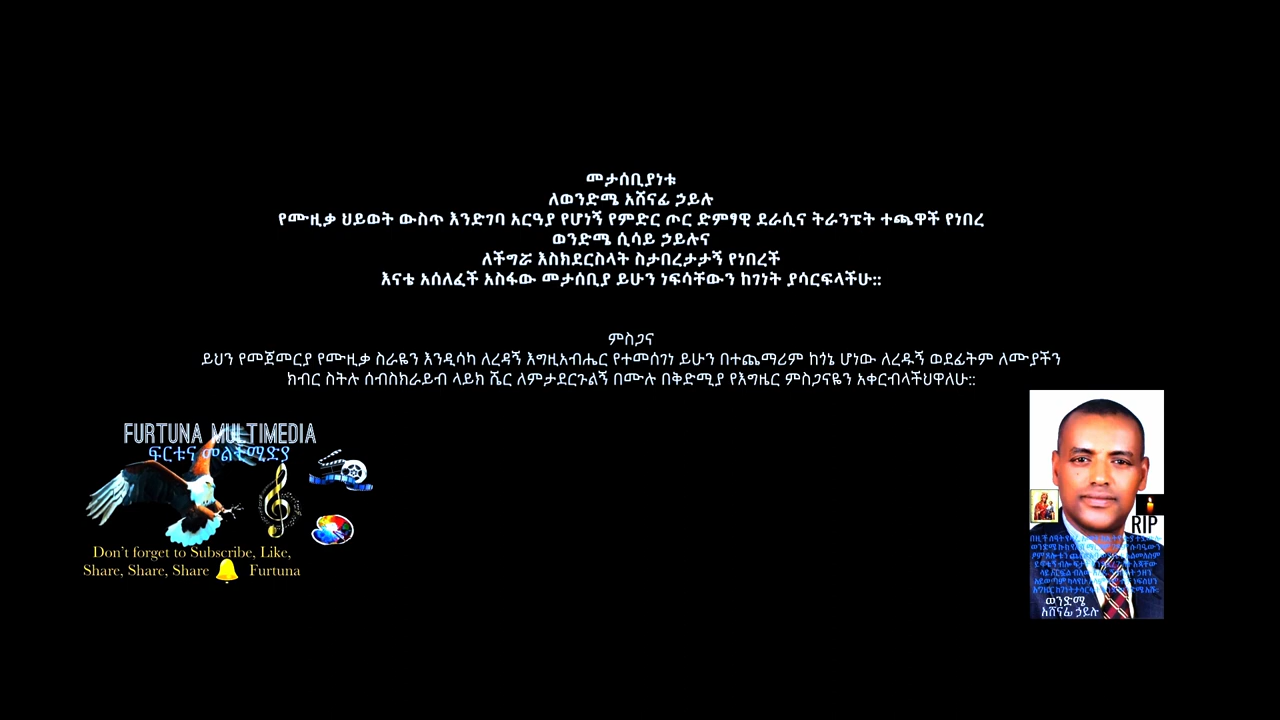 መታሰቢያነቱ
ለወንድሜ አሸናፊ ኃይሉ
የሙዚቃ ህይወት ውስጥ እንድገባ አርዓያ የሆነኝ የምድር ጦር ድምፃዊ ደራሲና ትራንፔት ተጫዋች የነበረ
ወንድሜ ሲሳይ ኃይሉና
ለችግሯ እስክደርስላት ስታበረታታኝ የነበረች
እናቴ አሰለፈች አስፋው መታሰቢያ ይሁን ነፍሳቸውን ከገነት ያሳርፍላችሁ።
ምስጋና
ይህን የመጀመርያ የሙዚቃ ስራዬን እንዲሳካ ለረዳኝ እግዚአብሔር የተመሰገነ ይሁን በተጨማሪም ከጎኔ ሆነው ለረዱኝ ወደፊትም ለሙያችን
ክብር ስትሉ ሰብስክራይብ ላይክ ሼር ለምታደርጉልኝ በሙሉ በቅድሚያ የእግዜር ምስጋናዬን አቀርብላችህዋለሁ።
FURTUNA MULTIMEDIA
ፍርቱና መልትሚድያ
Don't forget to Subscribe, Like,
Share, Share, Share Furtuna
RIP
ወንድሜ
አሸናፊ ኃይሉ